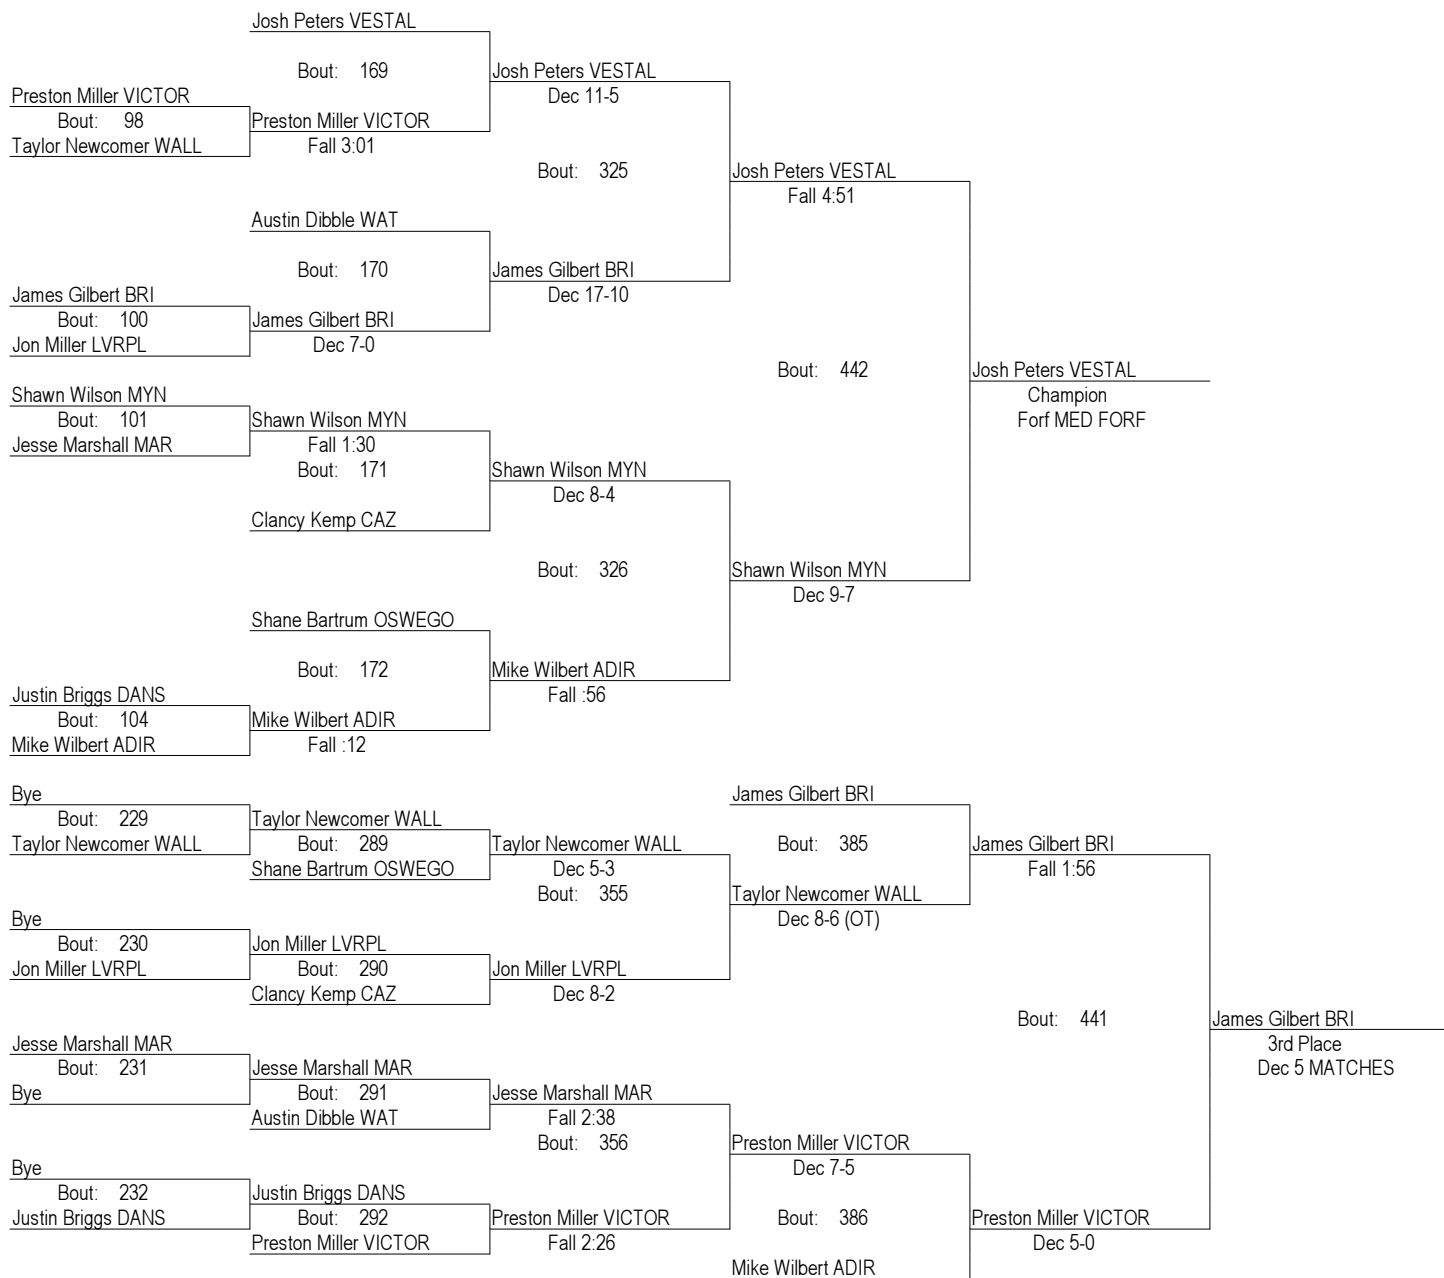 Josh Peters VESTAL
Bout: 169
Josh Peters VESTAL
Preston Miller VICTOR
Dec 11-5
Bout: 98
Preston Miller VICTOR
Taylor Newcomer WALL
Fall 3:01
Bout: 325
Josh Peters VESTAL
Fall 4:51
Austin Dibble WAT
Bout: 170
James Gilbert BRI
James Gilbert BRI
Dec 17-10
Bout: 100
James Gilbert BRI
Jon Miller LVRPL
Dec 7-0
Bout: 442
Josh Peters VESTAL
Shawn Wilson MYN
Champion
Bout: 101
Shawn Wilson MYN
Forf MED FORF
Jesse Marshall MAR
Fall 1:30
Bout: 171
Shawn Wilson MYN
Dec 8-4
Clancy Kemp CAZ
Bout: 326
Shawn Wilson MYN
Dec 9-7
Shane Bartrum OSWEGO
Bout: 172
Mike Wilbert ADIR
Justin Briggs DANS
Fall :56
Bout: 104
Mike Wilbert ADIR
Mike Wilbert ADIR
Fall :12
Bye
James Gilbert BRI
Bout: 229
Taylor Newcomer WALL
Taylor Newcomer WALL
Bout: 289
Taylor Newcomer WALL
Bout: 385
James Gilbert BRI
Shane Bartrum OSWEGO
Dec 5-3
Fall 1:56
Bout: 355
Taylor Newcomer WALL
Bye
Dec 8-6 (OT)
Bout: 230
Jon Miller LVRPL
Jon Miller LVRPL
Bout: 290
Jon Miller LVRPL
Clancy Kemp CAZ
Dec 8-2
Bout: 441
James Gilbert BRI
Jesse Marshall MAR
3rd Place
Bout: 231
Jesse Marshall MAR
Dec 5 MATCHES
Bye
Bout: 291
Jesse Marshall MAR
Austin Dibble WAT
Fall 2:38
Bout: 356
Preston Miller VICTOR
Bye
Dec 7-5
Bout: 232
Justin Briggs DANS
Justin Briggs DANS
Bout: 292
Preston Miller VICTOR
Bout: 386
Preston Miller VICTOR
Preston Miller VICTOR
Fall 2:26
Dec 5-0
Mike Wilbert ADIR